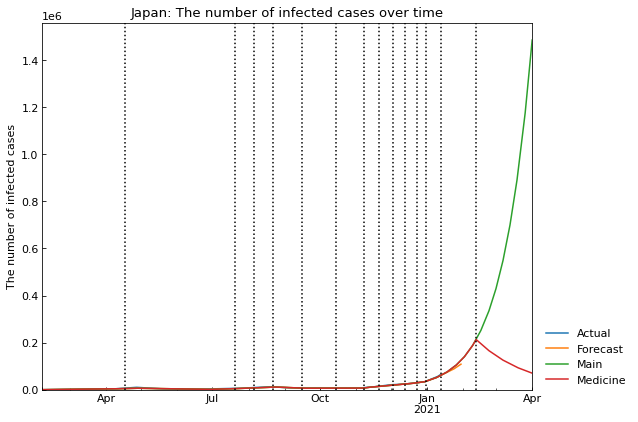 Japan: The number of infected cases over time
1e6
The number of infected cases
1.4
1.2
1.0
0.8
0.6
0.4
0.2
0.0
Apr
Jul
Oct
Jan
2021
Apr
Actual
Forecast
Main
Medicine